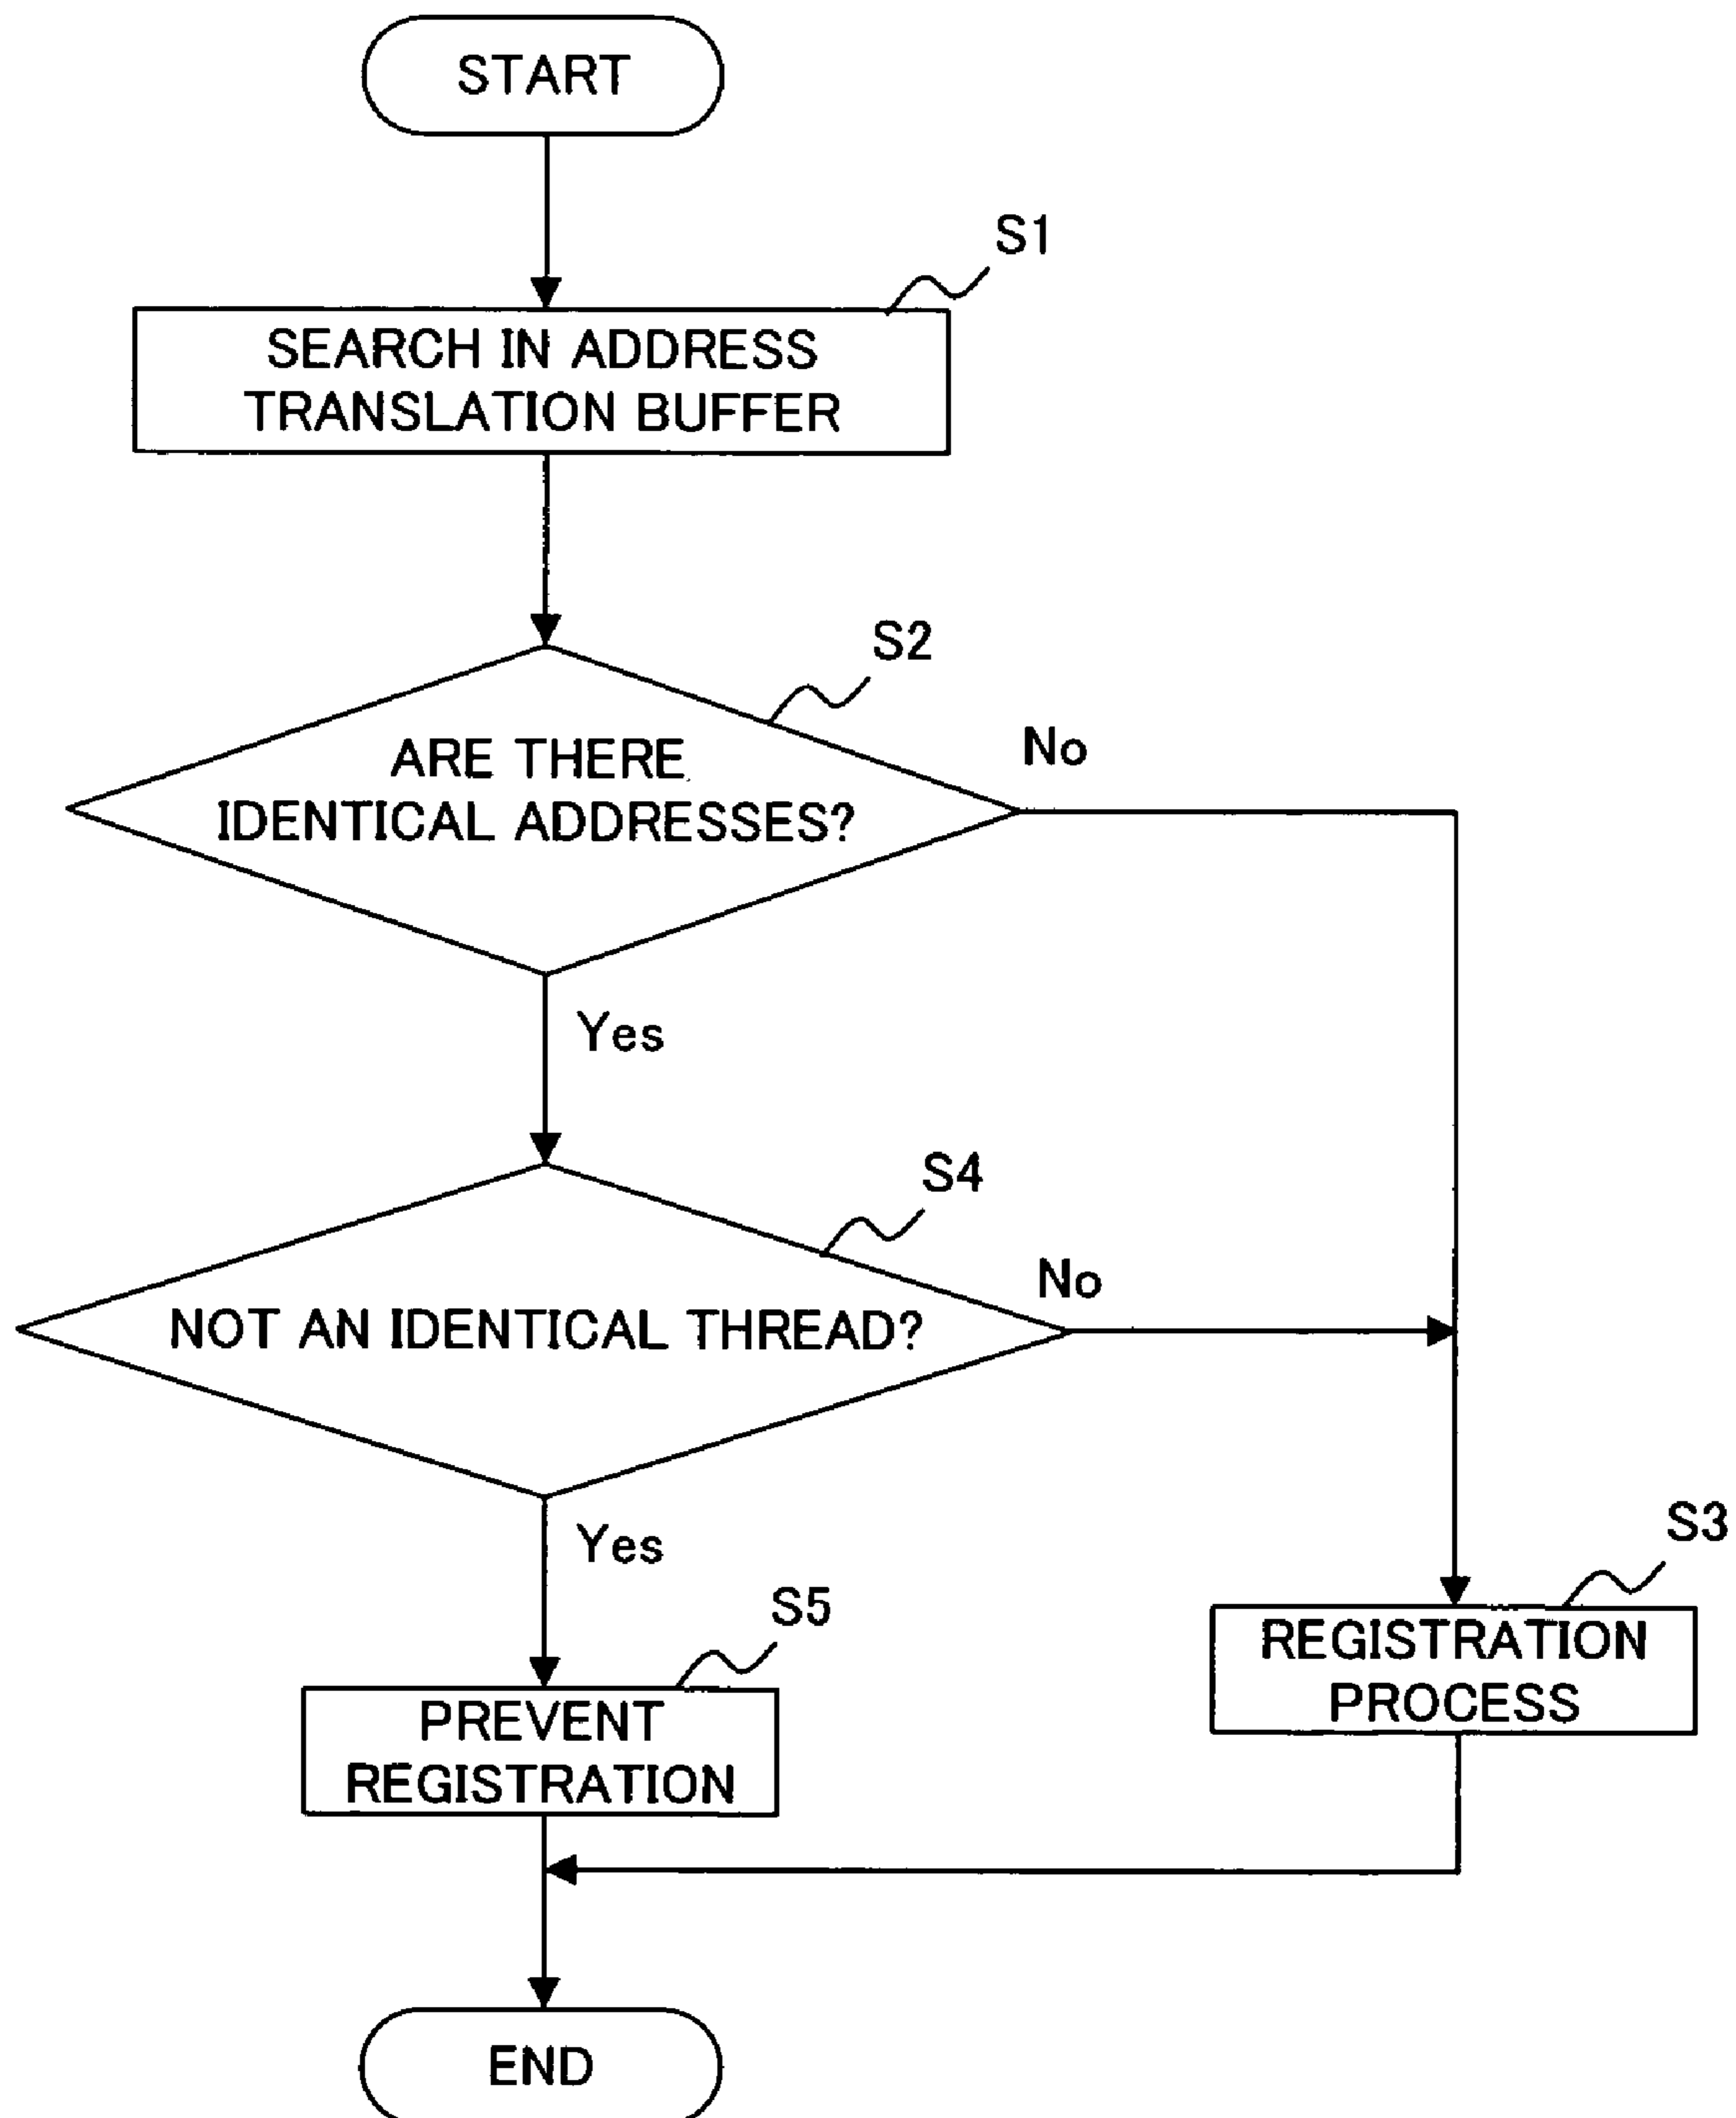 START
S1
SEARCH IN ADDRESS
TRANSLATION BUFFER
S2
ARE THERE
IDENTICAL ADDRESSES?
No
Yes
S4
NOT AN IDENTICAL THREAD?
No
Yes
S3
REGISTRATION
PROCESS
S5
PREVENT
REGISTRATION
END